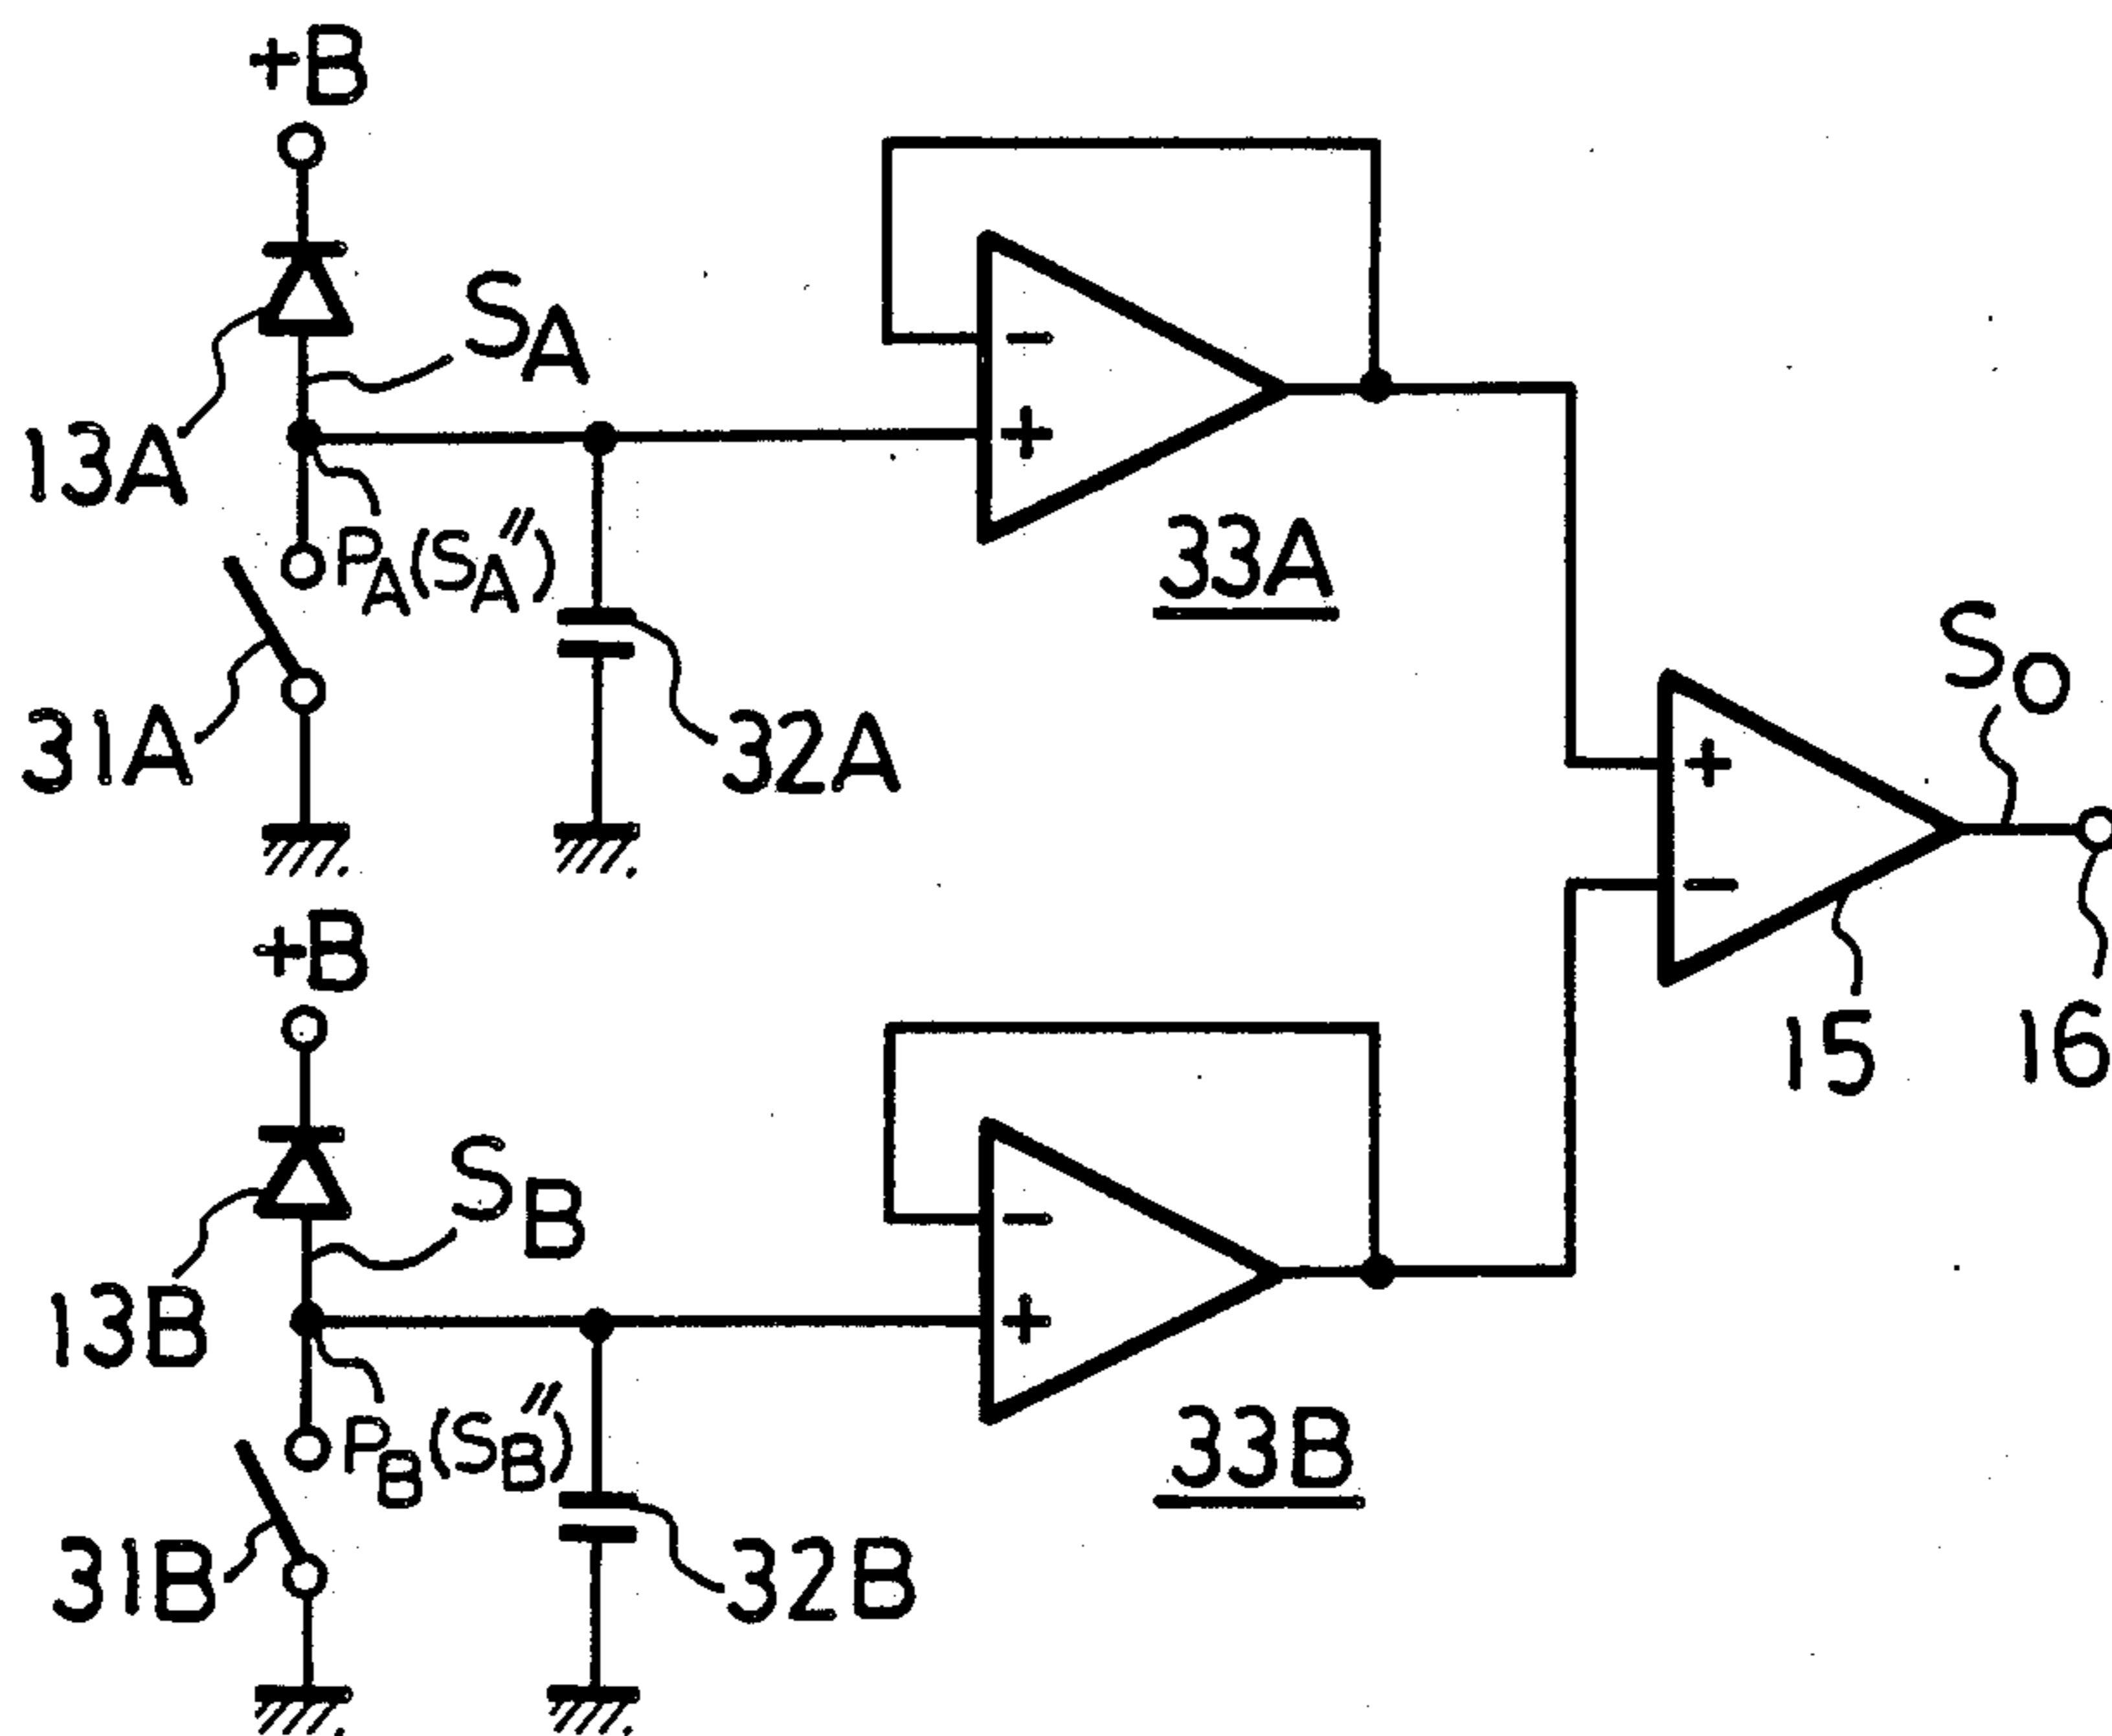 +B
SA
13A
PA(SA'')
31A
32A
-
+
33A
SO
+
-
15
16
+B
SB
13B
PB(SB'')
31B
32B
-
+
33B